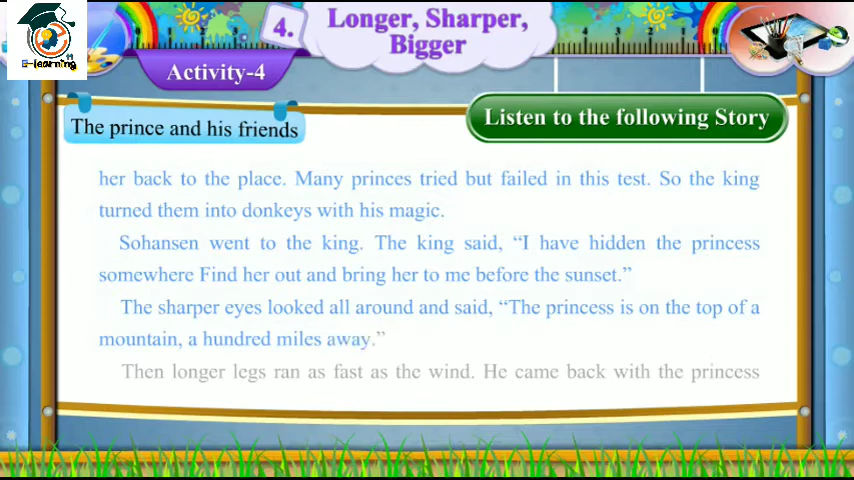 4.
Longer, Sharper,
Bigger
E-learning
Activity-4
The prince and his friends
Listen to the following Story
her back to the place. Many princes tried but failed in this test. So the king
turned them into donkeys with his magic.
Sohansen went to the king. The king said, “I have hidden the princess
somewhere Find her out and bring her to me before the sunset.”
The sharper eyes looked all around and said, “The princess is on the top of a
mountain, a hundred miles away.”
Then longer legs ran as fast as the wind. He came back with the princess